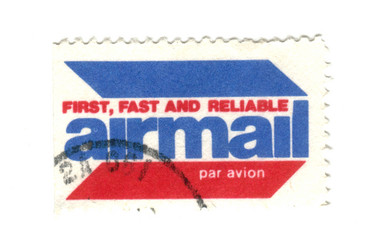 FIRST, FAST AND RELIABLE
airmail
par avion